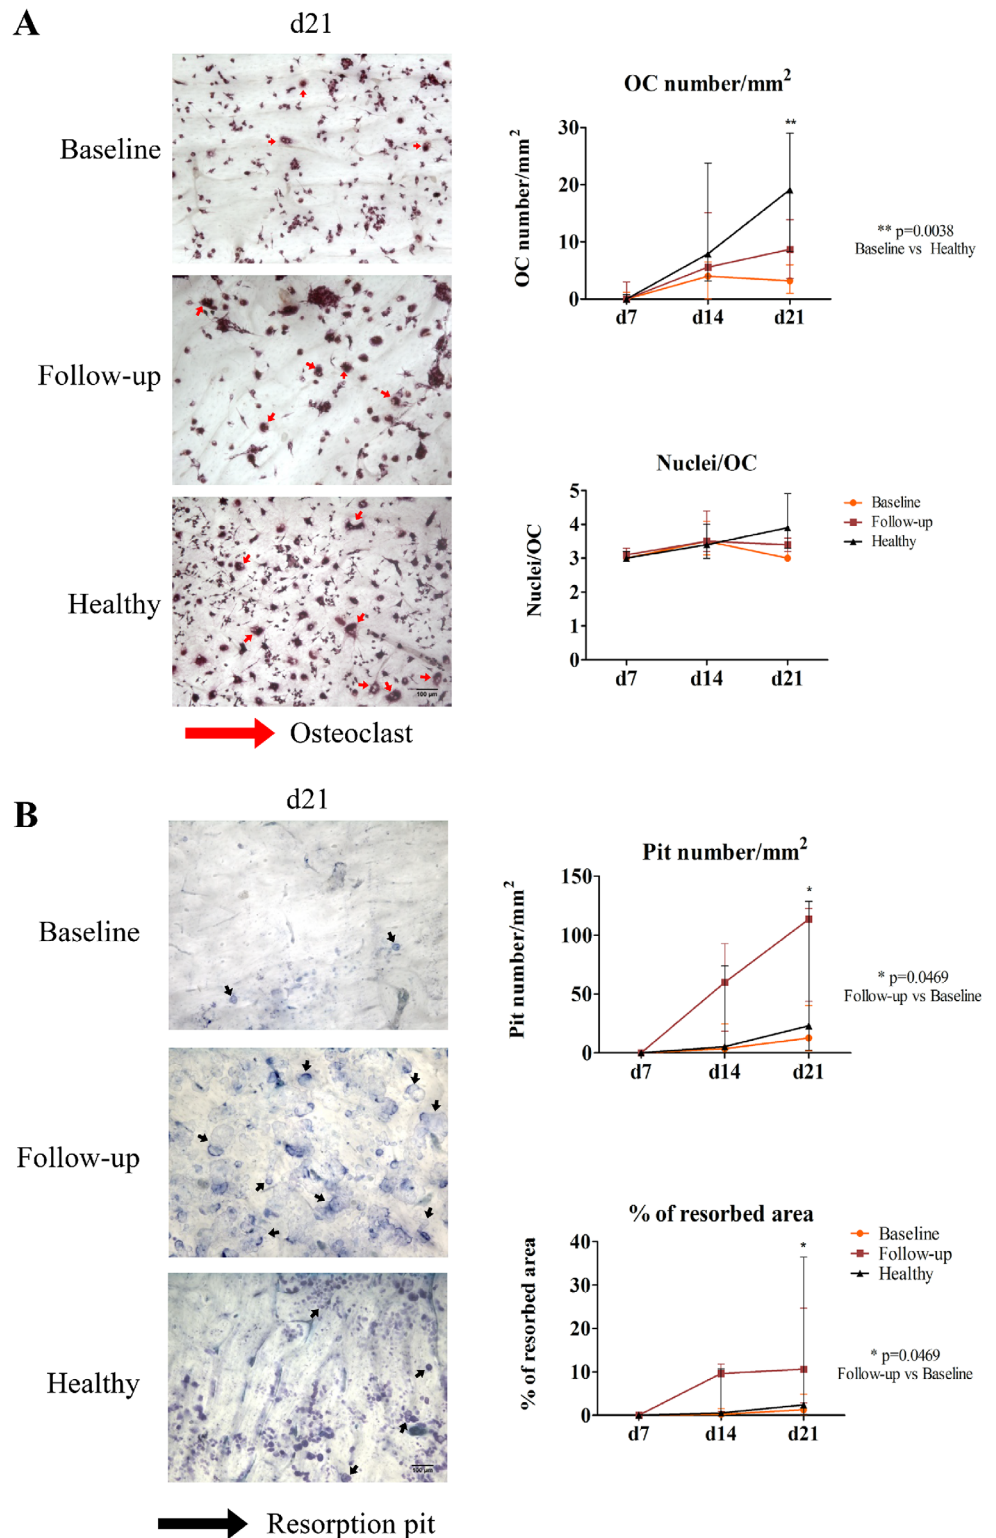 A
d21
Baseline
Follow-up
Healthy
100 µm
Osteoclast
OC number/mm²
OC number/mm²
30
20
10
0
d7 d14 d21
**
** p=0.0038
Baseline vs Healthy
Nuclei/OC
Nuclei/OC
5
4
3
2
1
0
d7 d14 d21
Baseline
Follow-up
Healthy
B
d21
Baseline
Follow-up
Healthy
100 µm
Resorption pit
Pit number/mm²
Pit number/mm²
150
100
50
0
d7 d14 d21
*
* p=0.0469
Follow-up vs Baseline
% of resorbed area
% of resorbed area
40
30
20
10
0
d7 d14 d21
*
Baseline
Follow-up
Healthy
* p=0.0469
Follow-up vs Baseline